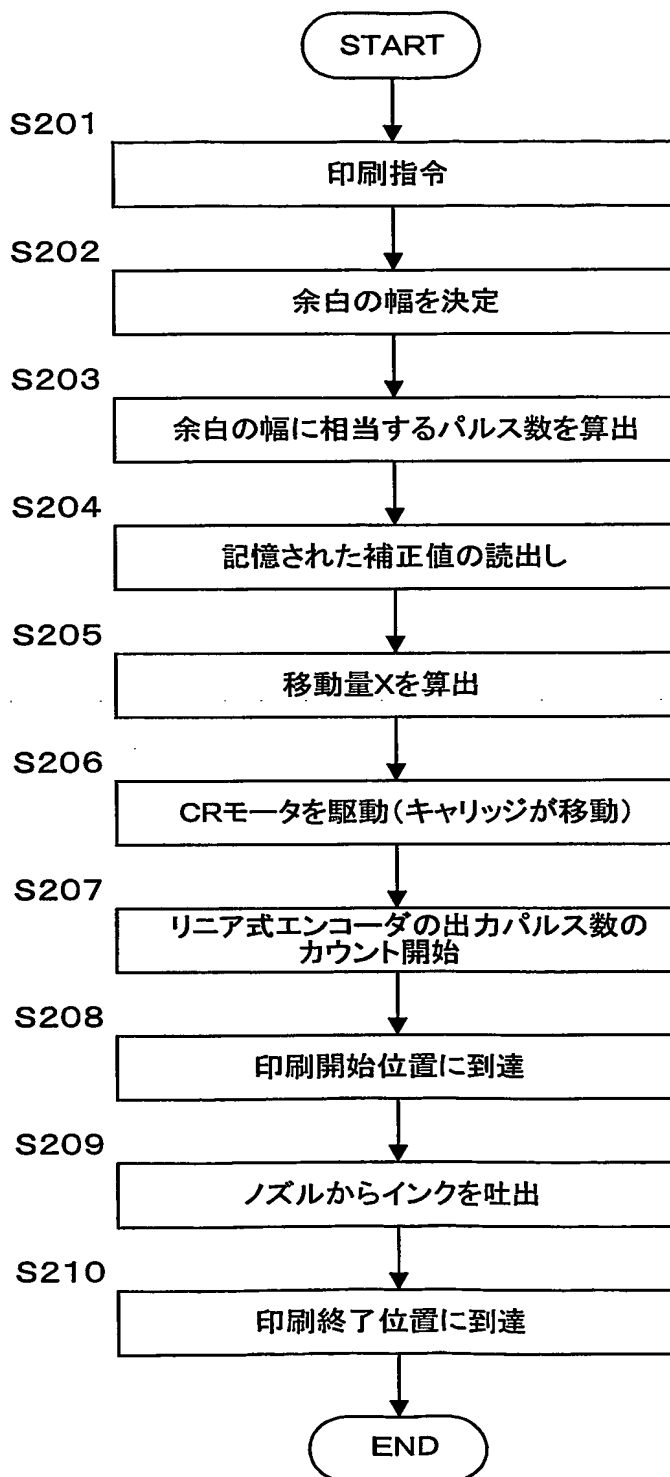 START
S201
印刷指令
S202
余白の幅を決定
S203
余白の幅に相当するパルス数を算出
S204
記憶された補正値の読出し
S205
移動量Xを算出
S206
CRモータを駆動(キャリッジが移動)
S207
リニア式エンコーダの出力パルス数の
カウント開始
S208
印刷開始位置に到達
S209
ノズルからインクを吐出
S210
印刷終了位置に到達
END